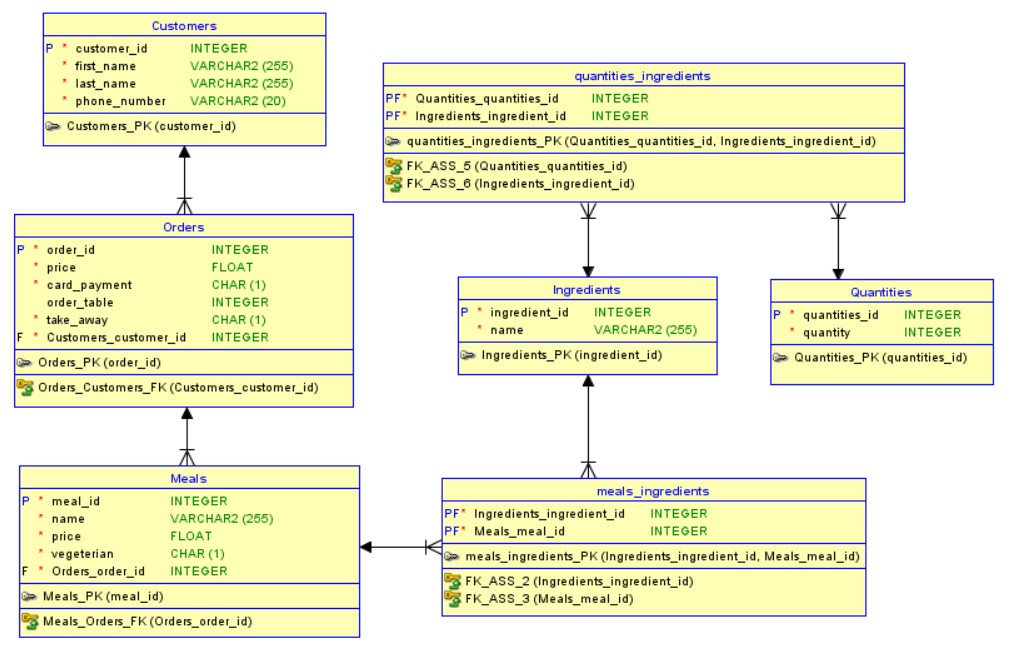 Customers
P * customer_id INTEGER
* first_name VARCHAR2 (255)
* last_name VARCHAR2 (255)
* phone_number VARCHAR2 (20)
Customers_PK (customer_id)
quantities_ingredients
PF* Quantities_quantities_id INTEGER
PF* Ingredients_ingredient_id INTEGER
quantities_ingredients_PK (Quantities_quantities_id, Ingredients_ingredient_id)
FK_ASS_5 (Quantities_quantities_id)
FK_ASS_6 (Ingredients_ingredient_id)
Orders
P * order_id INTEGER
* price FLOAT
* card_payment CHAR (1)
order_table INTEGER
* take_away CHAR (1)
F * Customers_customer_id INTEGER
Orders_PK (order_id)
Orders_Customers_FK (Customers_customer_id)
Ingredients
P * ingredient_id INTEGER
* name VARCHAR2 (255)
Ingredients_PK (ingredient_id)
Quantities
P * quantities_id INTEGER
* quantity INTEGER
Quantities_PK (quantities_id)
Meals
P * meal_id INTEGER
* name VARCHAR2 (255)
* price FLOAT
* vegeterian CHAR (1)
F * Orders_order_id INTEGER
Meals_PK (meal_id)
Meals_Orders_FK (Orders_order_id)
meals_ingredients
PF* Ingredients_ingredient_id INTEGER
PF* Meals_meal_id INTEGER
meals_ingredients_PK (Ingredients_ingredient_id, Meals_meal_id)
FK_ASS_2 (Ingredients_ingredient_id)
FK_ASS_3 (Meals_meal_id)